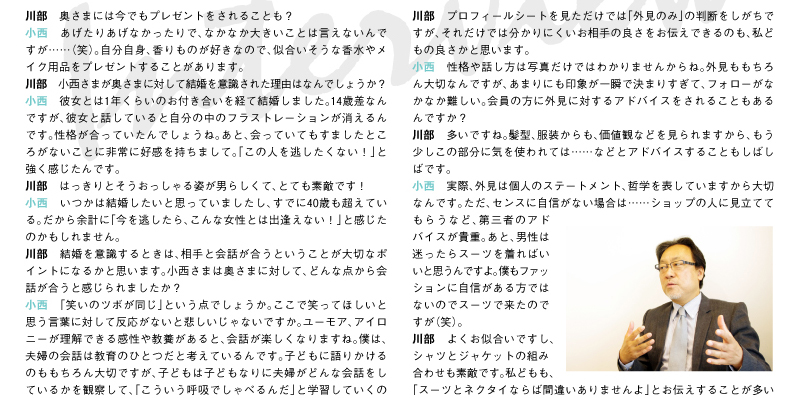 川部　奥さまには今でもプレゼントをされることも？
小西　あげたりあげなかったりで、なかなか大きいことは言えないんで
すが……（笑）。自分自身、香りものが好きなので、似合いそうな香水やメ
イク用品をプレゼントすることがあります。
川部　小西さまが奥さまに対して結婚を意識された理由はなんでしょうか？
小西　彼女とは1年くらいのお付き合いを経て結婚しました。14歳差なん
ですが、彼女と話していると自分の中のフラストレーションが消えるん
です。性格が合っていたんでしょうね。あと、会っていてもすましたとこ
ろがないことに非常に好感を持ちまして。「この人を逃したくない！」と
強く感じたんです。
川部　はっきりとそうおっしゃる姿が男らしくて、とても素敵です！
小西　いつかは結婚したいと思っていましたし、すでに40歳も超えてい
る。だから余計に「今を逃したら、こんな女性とは出逢えない！」と感じた
のかもしれません。
川部　結婚を意識するときは、相手と会話が合うということが大切なポ
イントになるかと思います。小西さまは奥さまに対して、どんな点から会
話が合うと感じられましたか？
小西　「笑いのツボが同じ」という点でしょうか。ここで笑ってほしいと
思う言葉に対して反応がないと悲しいじゃないですか。ユーモア、アイロ
ニーが理解できる感性や教養があると、会話が楽しくなりますね。僕は、
夫婦の会話は教育のひとつだと考えているんです。子どもに語りかける
のももちろん大切ですが、子どもは子どもなりに夫婦がどんな会話をし
ているかを観察して、「こういう呼吸でしゃべるんだ」と学習していくの
川部　プロフィールシートを見ただけでは「外見のみ」の判断をしがちで
すが、それだけでは分かりにくいお相手の良さをお伝えできるのも、私ど
もの良さかと思います。
小西　性格や話し方は写真だけではわかりませんからね。外見ももちろ
ん大切なんですが、あまりにも印象が一瞬で決まりすぎて、フォローがな
かなか難しい。会員の方に外見に対するアドバイスをされることもある
んですか？
川部　多いですね。髪型、服装からも、価値観などを見られますから、もう
少しこの部分に気を使われては……などとアドバイスすることもしばし
ばです。
小西　実際、外見は個人のステートメント、哲学を表していますから大切
なんです。ただ、センスに自信がない場合は……ショップの人に見立てて
もらうなど、第三者のアド
バイスが貴重。あと、男性は
迷ったらスーツを着ればい
いと思うんですよ。僕もファッ
ションに自信がある方では
ないのでスーツで来たので
すが（笑）。
川部　よくお似合いですし、
シャツとジャケットの組み
合わせも素敵です。私どもも、
「スーツとネクタイならば間違いありませんよ」とお伝えすることが多い